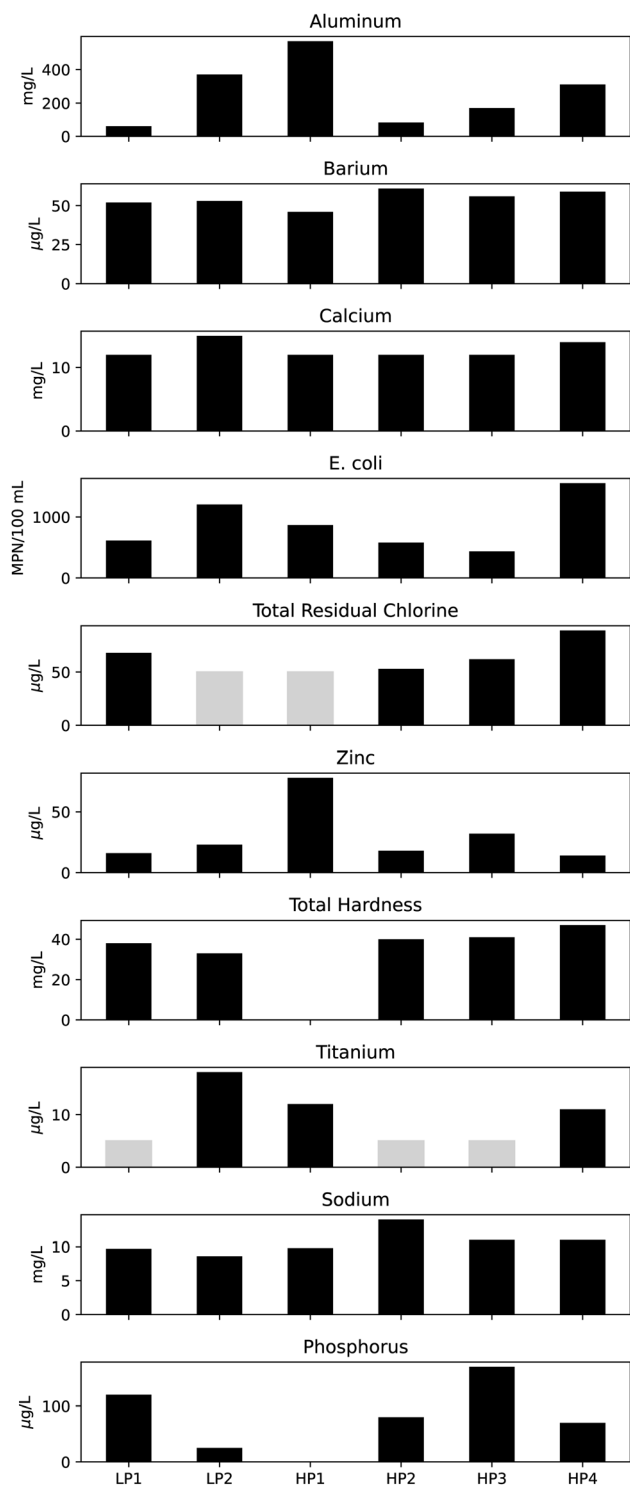 Aluminum
mg/L
400
200
0
Barium
µg/L
50
25
0
Calcium
mg/L
10
0
E. coli
MPN/100 mL
1000
0
Total Residual Chlorine
µg/L
50
0
Zinc
µg/L
50
0
Total Hardness
mg/L
40
20
0
Titanium
µg/L
10
0
Sodium
mg/L
10
5
0
Phosphorus
µg/L
100
0
LP1 LP2 HP1 HP2 HP3 HP4